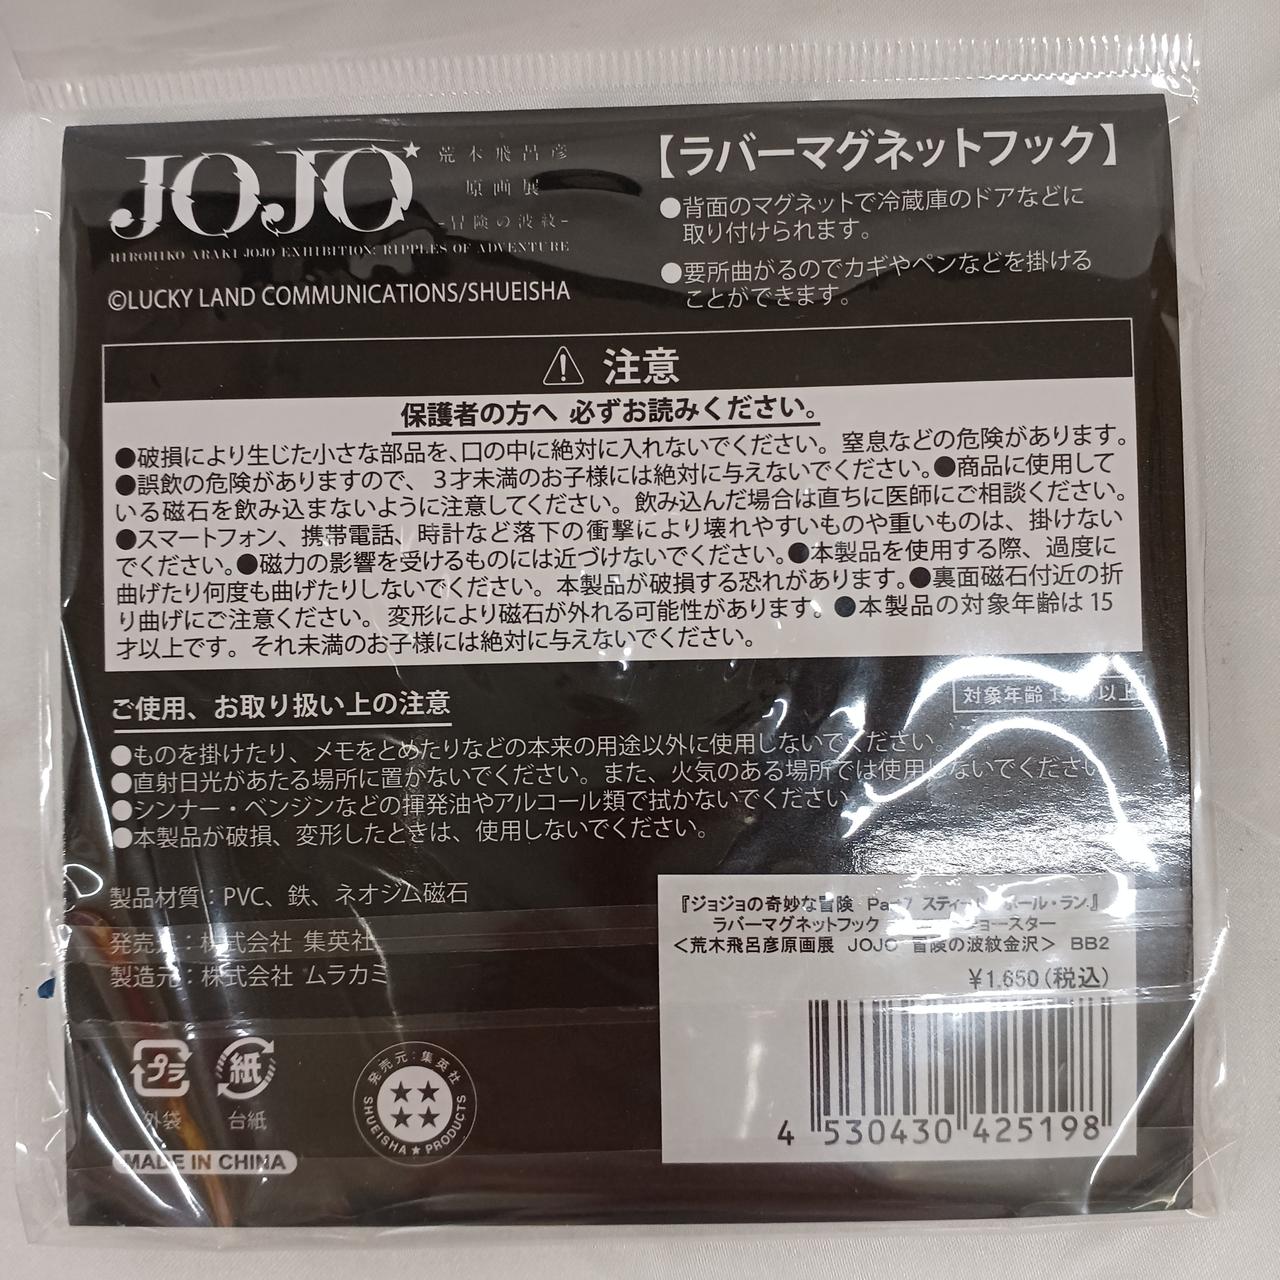 JOJO
荒木飛呂彦
原画展
-冒険の波紋-
HIROHIKO ARAKI JOJO EXHIBITION: RIPPLES OF ADVENTURE
©LUCKY LAND COMMUNICATIONS/SHUEISHA
【ラバーマグネットフック】
●背面のマグネットで冷蔵庫のドアなどに
取り付けられます。
●要所曲がるのでカギやペンなどを掛ける
ことができます。
注意
保護者の方へ 必ずお読みください。
●破損により生じた小さな部品を、口の中に絶対に入れないでください。窒息などの危険があります。
●誤飲の危険がありますので、３才未満のお子様には絶対に与えないでください。●商品に使用して
いる磁石を飲み込まないように注意してください。飲み込んだ場合は直ちに医師にご相談ください。
●スマートフォン、携帯電話、時計など落下の衝撃により壊れやすいものや重いものは、掛けない
でください。●磁力の影響を受けるものには近づけないでください。●本製品を使用する際、過度に
曲げたり何度も曲げたりしないでください。本製品が破損する恐れがあります。●裏面磁石付近の折
り曲げにご注意ください。変形により磁石が外れる可能性があります。●本製品の対象年齢は 15
才以上です。それ未満のお子様には絶対に与えないでください。
対象年齢 以上
ご使用、お取り扱い上の注意
●ものを掛けたり、メモをとめたりなどの本来の用途以外に使用しないでください。
●直射日光があたる場所に置かないでください。また、火気のある場所では使用しないでください
●シンナー・ベンジンなどの揮発油やアルコール類で拭かないでください
●本製品が破損、変形したときは、使用しないでください。
製品材質：PVC、鉄、ネオジム磁石
発売元：株式会社 集英社
製造元：株式会社 ムラカミ
プラ
外袋
紙
台紙
発売元：集英社
SHUEISHA★PRODUCTS
MADE IN CHINA
『ジョジョの奇妙な冒険 Part7 スティール・ボール・ラン』
ラバーマグネットフック ジョースター
＜荒木飛呂彦原画展 JOJO 冒険の波紋金沢＞ BB2
¥1,650(税込)
4 530430 425198